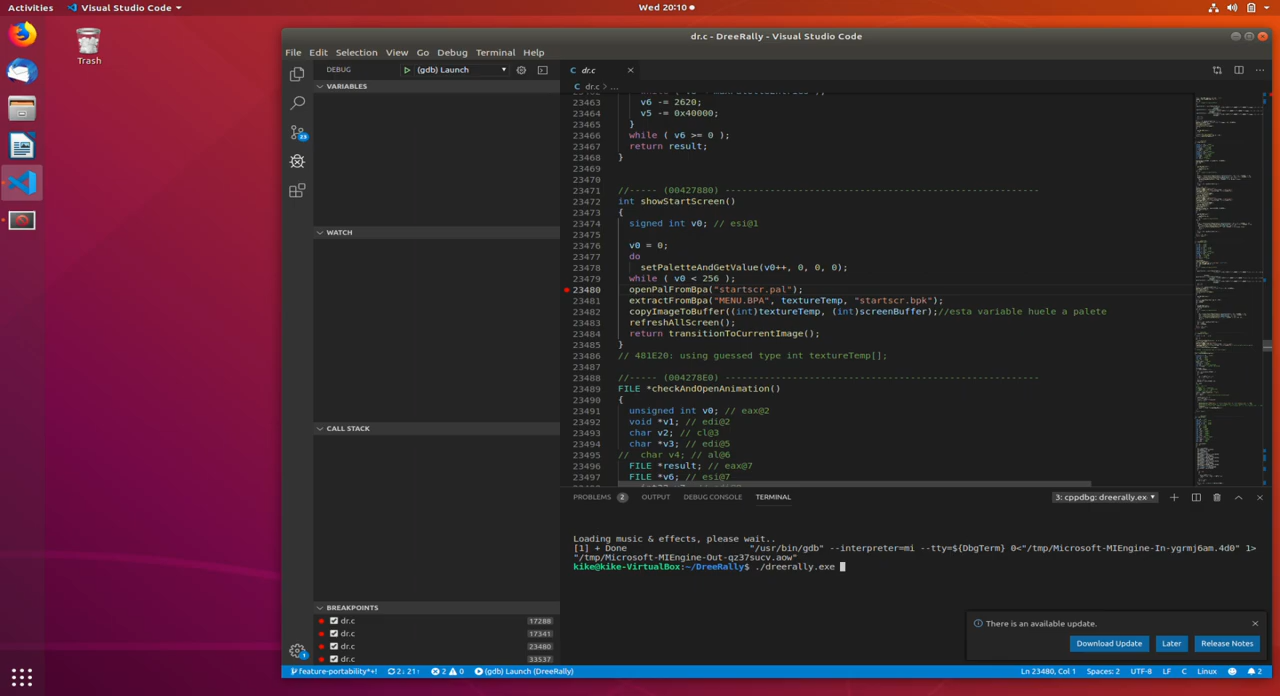 Activities
Visual Studio Code
Wed 20:10
Trash
dr.c - DreeRally - Visual Studio Code
File Edit Selection View Go Debug Terminal Help
DEBUG
(gdb) Launch
VARIABLES
WATCH
CALL STACK
BREAKPOINTS
dr.c 17288
dr.c 17341
dr.c 23480
dr.c 33537
dr.c
dr.c > ...
23463 v6 -= 2620;
23464 v5 -= 0x40000;
23465 }
23466 while ( v6 >= 0 );
23467 return result;
23468 }
23469
23470
23471 //----- (00427880) --------------------------------------------------------
23472 int showStartScreen()
23473 {
23474 signed int v0; // esi@1
23475
23476 v0 = 0;
23477 do
23478 setPaletteAndGetValue(v0++, 0, 0, 0);
23479 while ( v0 < 256 );
23480 openPalFromBpa("startscr.pal");
23481 extractFromBpa("MENU.BPA", textureTemp, "startscr.bpk");
23482 copyImageToBuffer((int)textureTemp, (int)screenBuffer);//esta variable huele a palete
23483 refreshAllScreen();
23484 return transitionToCurrentImage();
23485 }
23486 // 481E20: using guessed type int textureTemp[];
23487
23488 //----- (004278E0) --------------------------------------------------------
23489 FILE *checkAndOpenAnimation()
23490 {
23491 unsigned int v0; // eax@2
23492 void *v1; // edi@2
23493 char v2; // cl@3
23494 char *v3; // edi@5
23495 // char v4; // al@6
23496 FILE *result; // eax@7
23497 FILE *v6; // esi@7
PROBLEMS 2 OUTPUT DEBUG CONSOLE TERMINAL
3: cppdbg: dreerally.ex
Loading music & effects, please wait..
[1] + Done "/usr/bin/gdb" --interpreter=mi --tty=${DbgTerm} 0<"/tmp/Microsoft-MIEngine-In-ygrmj6am.4d0" 1>
"/tmp/Microsoft-MIEngine-Out-qz37sucv.aow"
kike@kike-VirtualBox:~/DreeRally$ ./dreerally.exe
There is an available update.
Download Update Later Release Notes
feature-portability*+! 2↓ 21↑ 2 0 (gdb) Launch (DreeRally)
Ln 23480, Col 1 Spaces: 2 UTF-8 LF C Linux 2